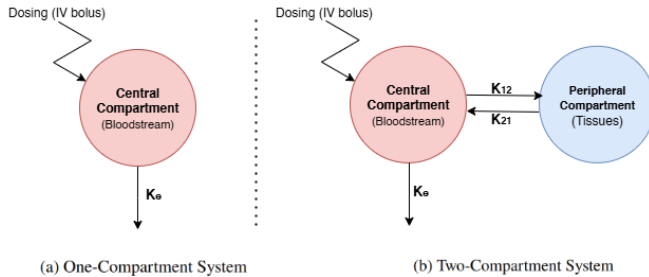 Dosing (IV bolus)
Central
Compartment
(Bloodstream)
Ke
(a) One-Compartment System
Dosing (IV bolus)
Central
Compartment
(Bloodstream)
K12
K21
Peripheral
Compartment
(Tissues)
Ke
(b) Two-Compartment System